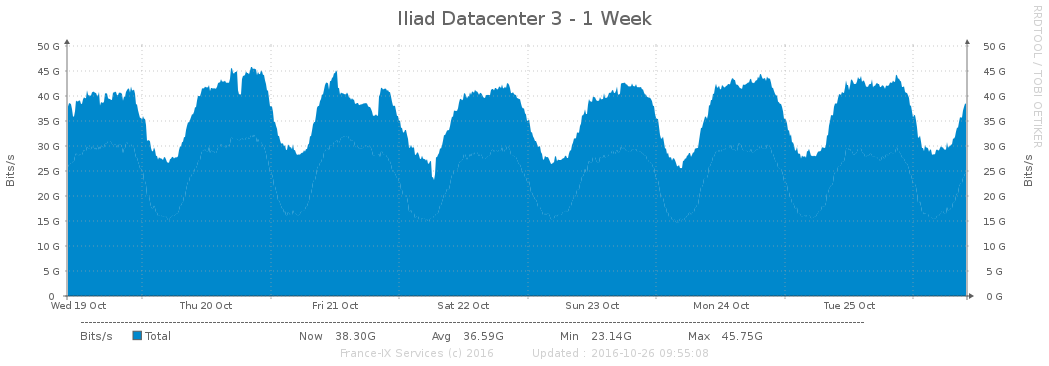 Iliad Datacenter 3 - 1 Week
RRDTOOL / TOBI OETIKER
50 G 50 G
45 G 45 G
40 G 40 G
35 G 35 G
30 G 30 G
25 G 25 G
20 G 20 G
15 G 15 G
10 G 10 G
5 G 5 G
0 0 G
Bits/s
Bits/s
Wed 19 Oct Thu 20 Oct Fri 21 Oct Sat 22 Oct Sun 23 Oct Mon 24 Oct Tue 25 Oct
Bits/s Total Now 38.30G Avg 36.59G Min 23.14G Max 45.75G
France-IX Services (c) 2016 Updated : 2016-10-26 09:55:08